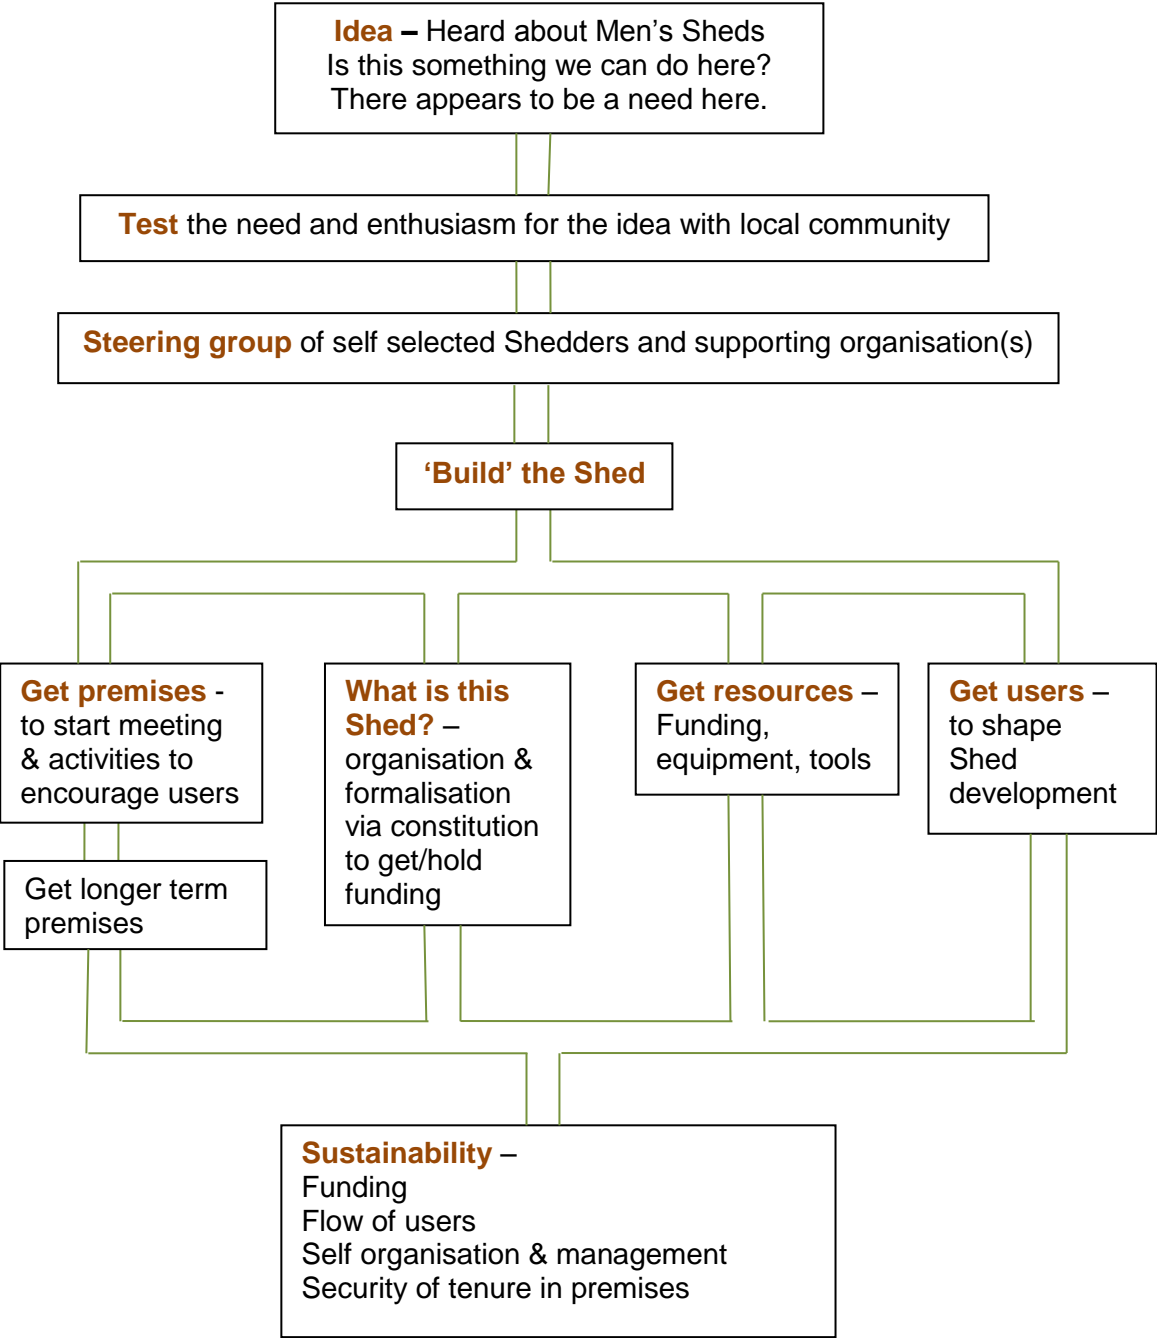 Idea – Heard about Men’s Sheds
Is this something we can do here?
There appears to be a need here.
Test the need and enthusiasm for the idea with local community
Steering group of self selected Shedders and supporting organisation(s)
‘Build’ the Shed
Get premises -
to start meeting
& activities to
encourage users
Get longer term
premises
What is this
Shed? –
organisation &
formalisation
via constitution
to get/hold
funding
Get resources –
Funding,
equipment, tools
Get users –
to shape
Shed
development
Sustainability –
Funding
Flow of users
Self organisation & management
Security of tenure in premises